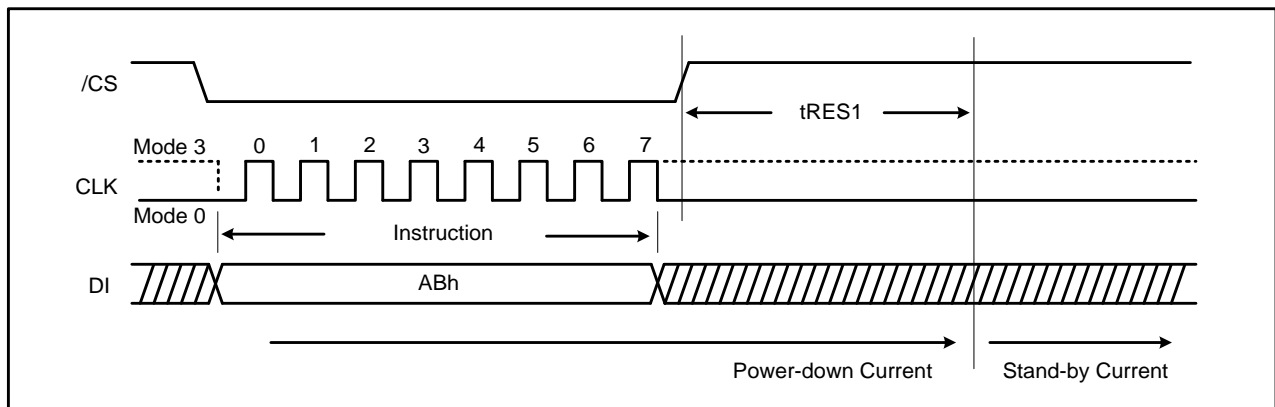 /CS
tRES1
Mode 3
0 1 2 3 4 5 6 7
CLK
Mode 0
Instruction
DI
ABh
Power-down Current
Stand-by Current